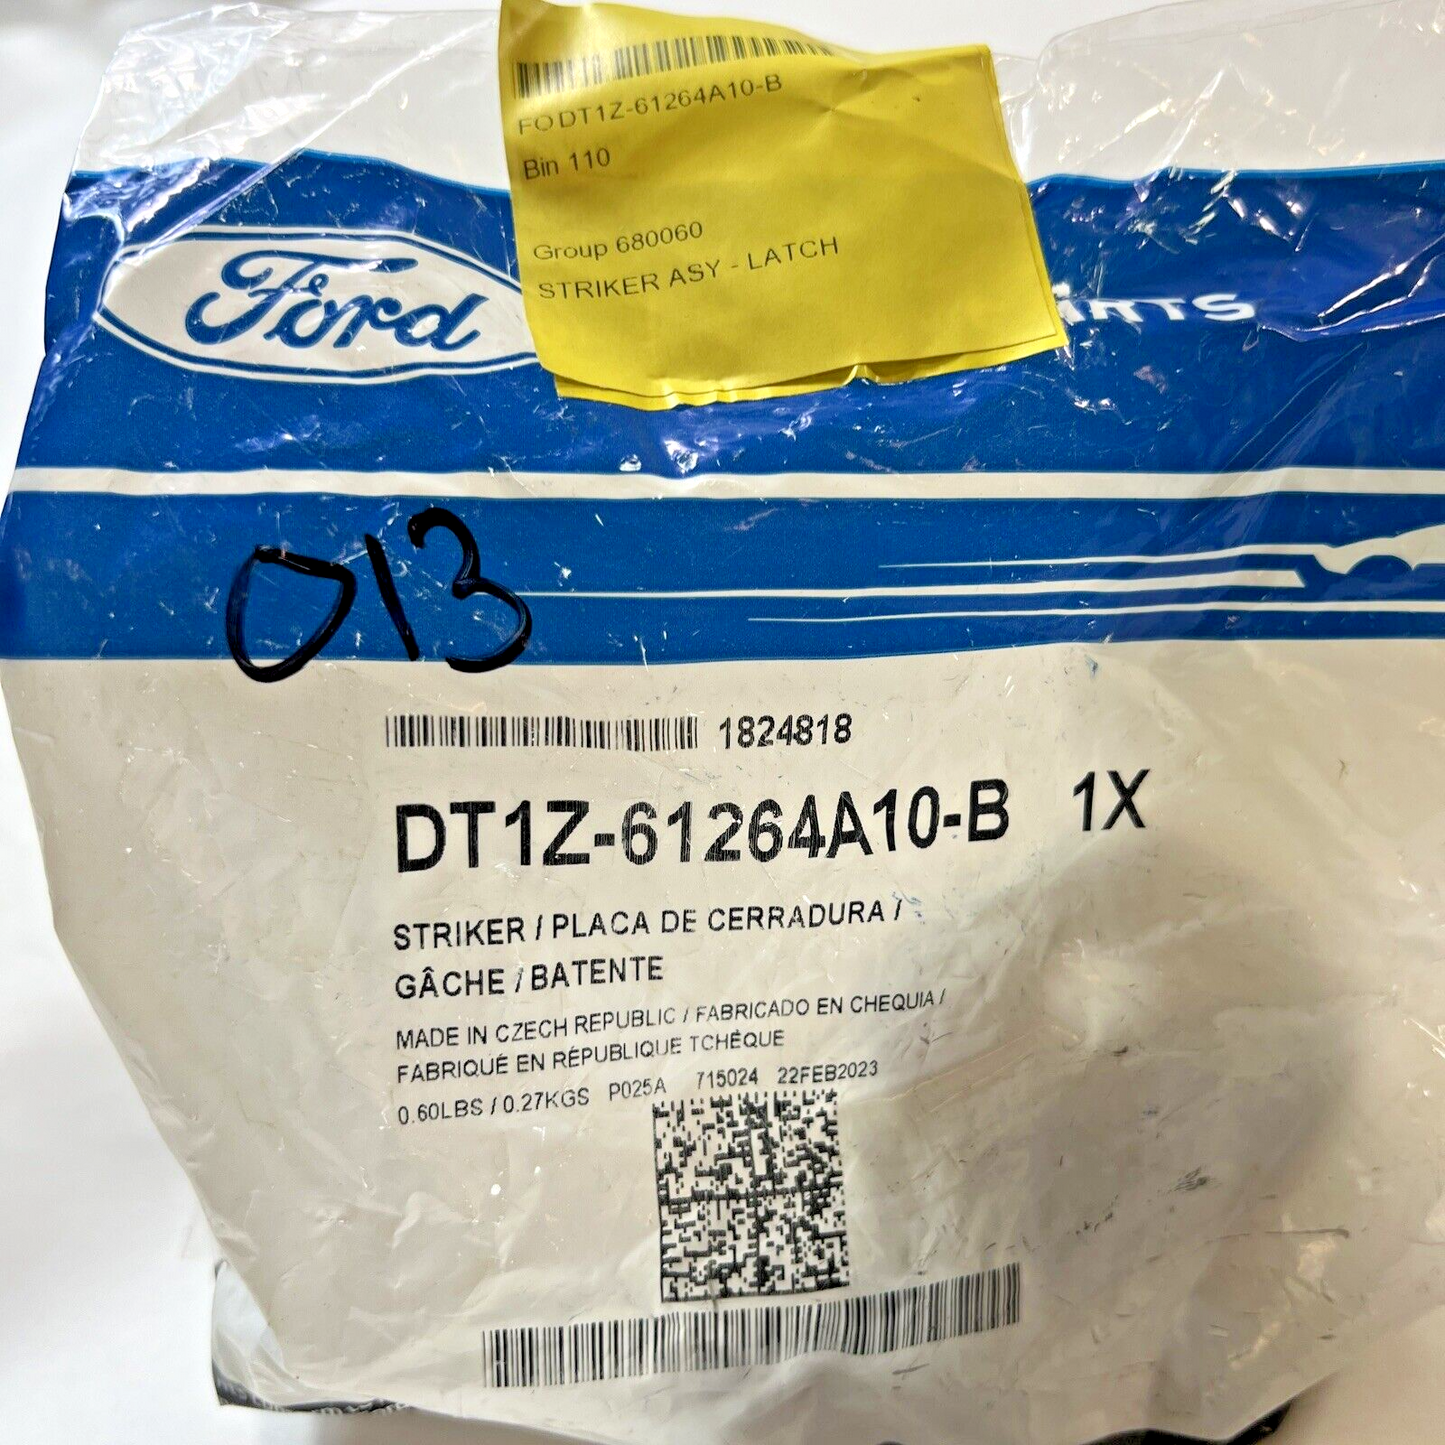 FO DT1Z-61264A10-B
Bin 110
Group 680060
STRIKER ASY - LATCH
Ford
013
1824818
DT1Z-61264A10-B 1X
STRIKER / PLACA DE CERRADURA /
GÂCHE / BATENTE
MADE IN CZECH REPUBLIC / FABRICADO EN CHEQUIA /
FABRIQUÉ EN RÉPUBLIQUE TCHÈQUE
0.60LBS / 0.27KGS P025A 715024 22FEB2023